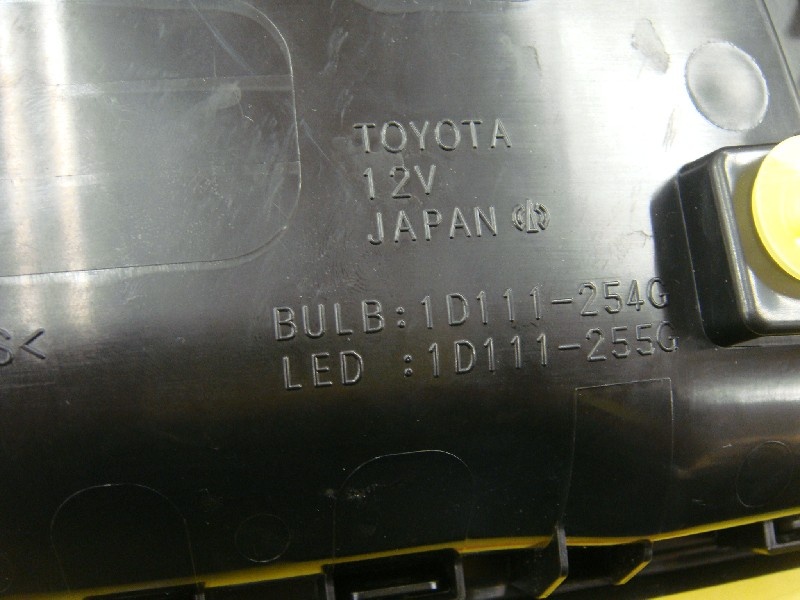 TOYOTA
12V
JAPAN
BULB:1D111-254G
LED :1D111-255G
S<